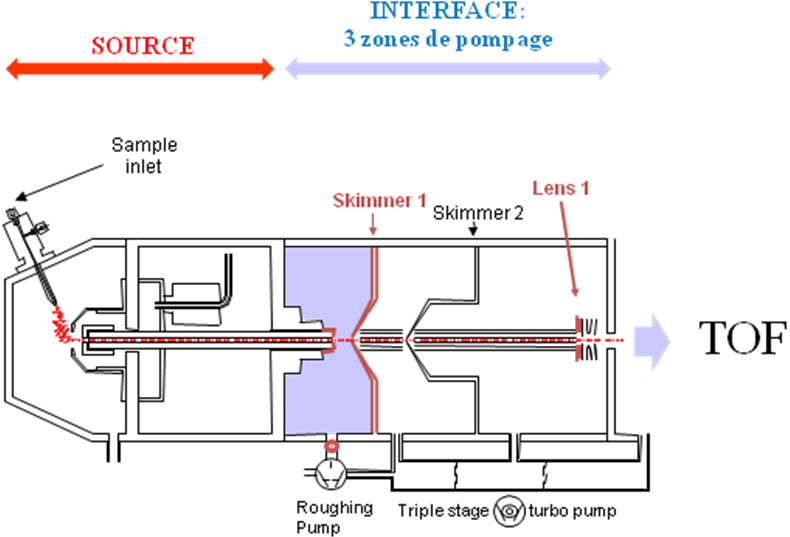 SOURCE
INTERFACE:
3 zones de pompage
Sample
inlet
Skimmer 1
Skimmer 2
Lens 1
TOF
Roughing
Pump
Triple stage turbo pump